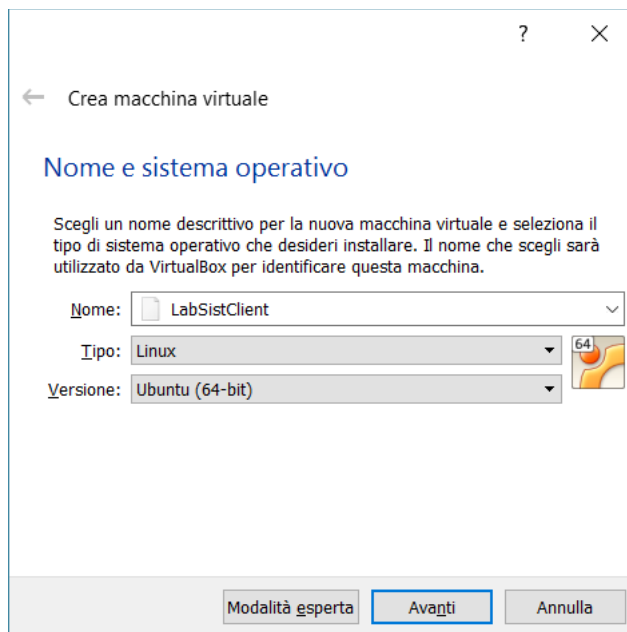 ?
Crea macchina virtuale
Nome e sistema operativo
Scegli un nome descrittivo per la nuova macchina virtuale e seleziona il
tipo di sistema operativo che desideri installare. Il nome che scegli sarà
utilizzato da VirtualBox per identificare questa macchina.
Nome: LabSistClient
Tipo: Linux
64
Versione: Ubuntu (64-bit)
Modalità esperta Avanti Annulla